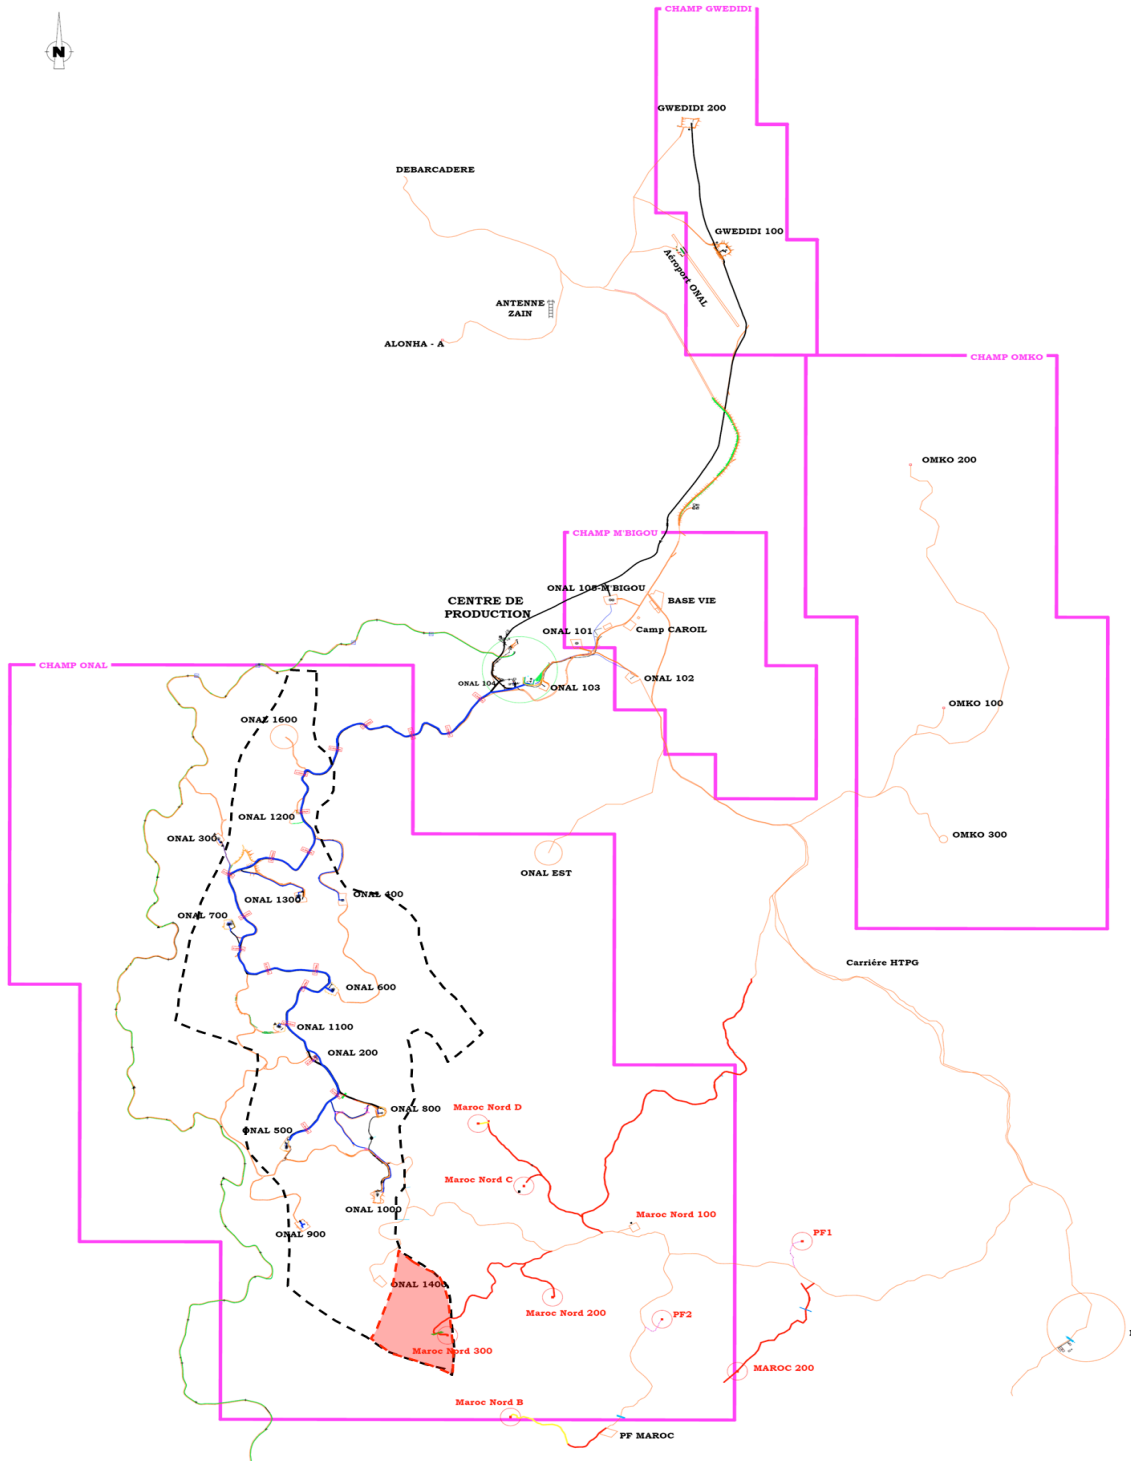 CHAMP GWEDIDI
N
GWEDIDI 200
DEBARCADERE
GWEDIDI 100
Aéroport ONAL
ANTENNE
ZAIN
ALONHA - A
CHAMP OMKO
OMKO 200
CHAMP M'BIGOU
ONAL 105-M'BIGOU
CENTRE DE
PRODUCTION
BASE VIE
ONAL 101
Camp CAROIL
CHAMP ONAL
ONAL 102
ONAL 104
ONAL 103
OMKO 100
ONAL 1600
ONAL 1200
ONAL 300
OMKO 300
ONAL EST
ONAL 1300
ONAL 400
ONAL 700
Carriére HTPG
ONAL 600
ONAL 1100
ONAL 200
ONAL 800
Maroc Nord D
ONAL 500
Maroc Nord C
ONAL 1000
Maroc Nord 100
ONAL 900
PF1
ONAL 1400
Maroc Nord 200
PF2
Maroc Nord 300
MAROC 200
Maroc Nord B
PF MAROC